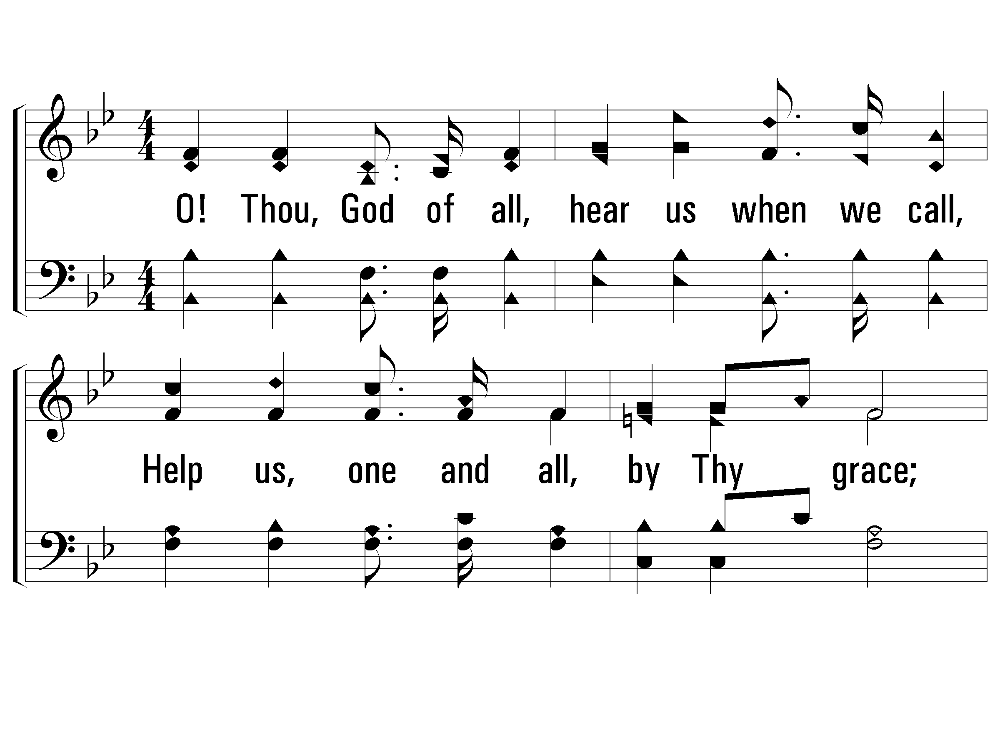 O! Thou, God of all, hear us when we call,
Help us, one and all, by Thy grace;